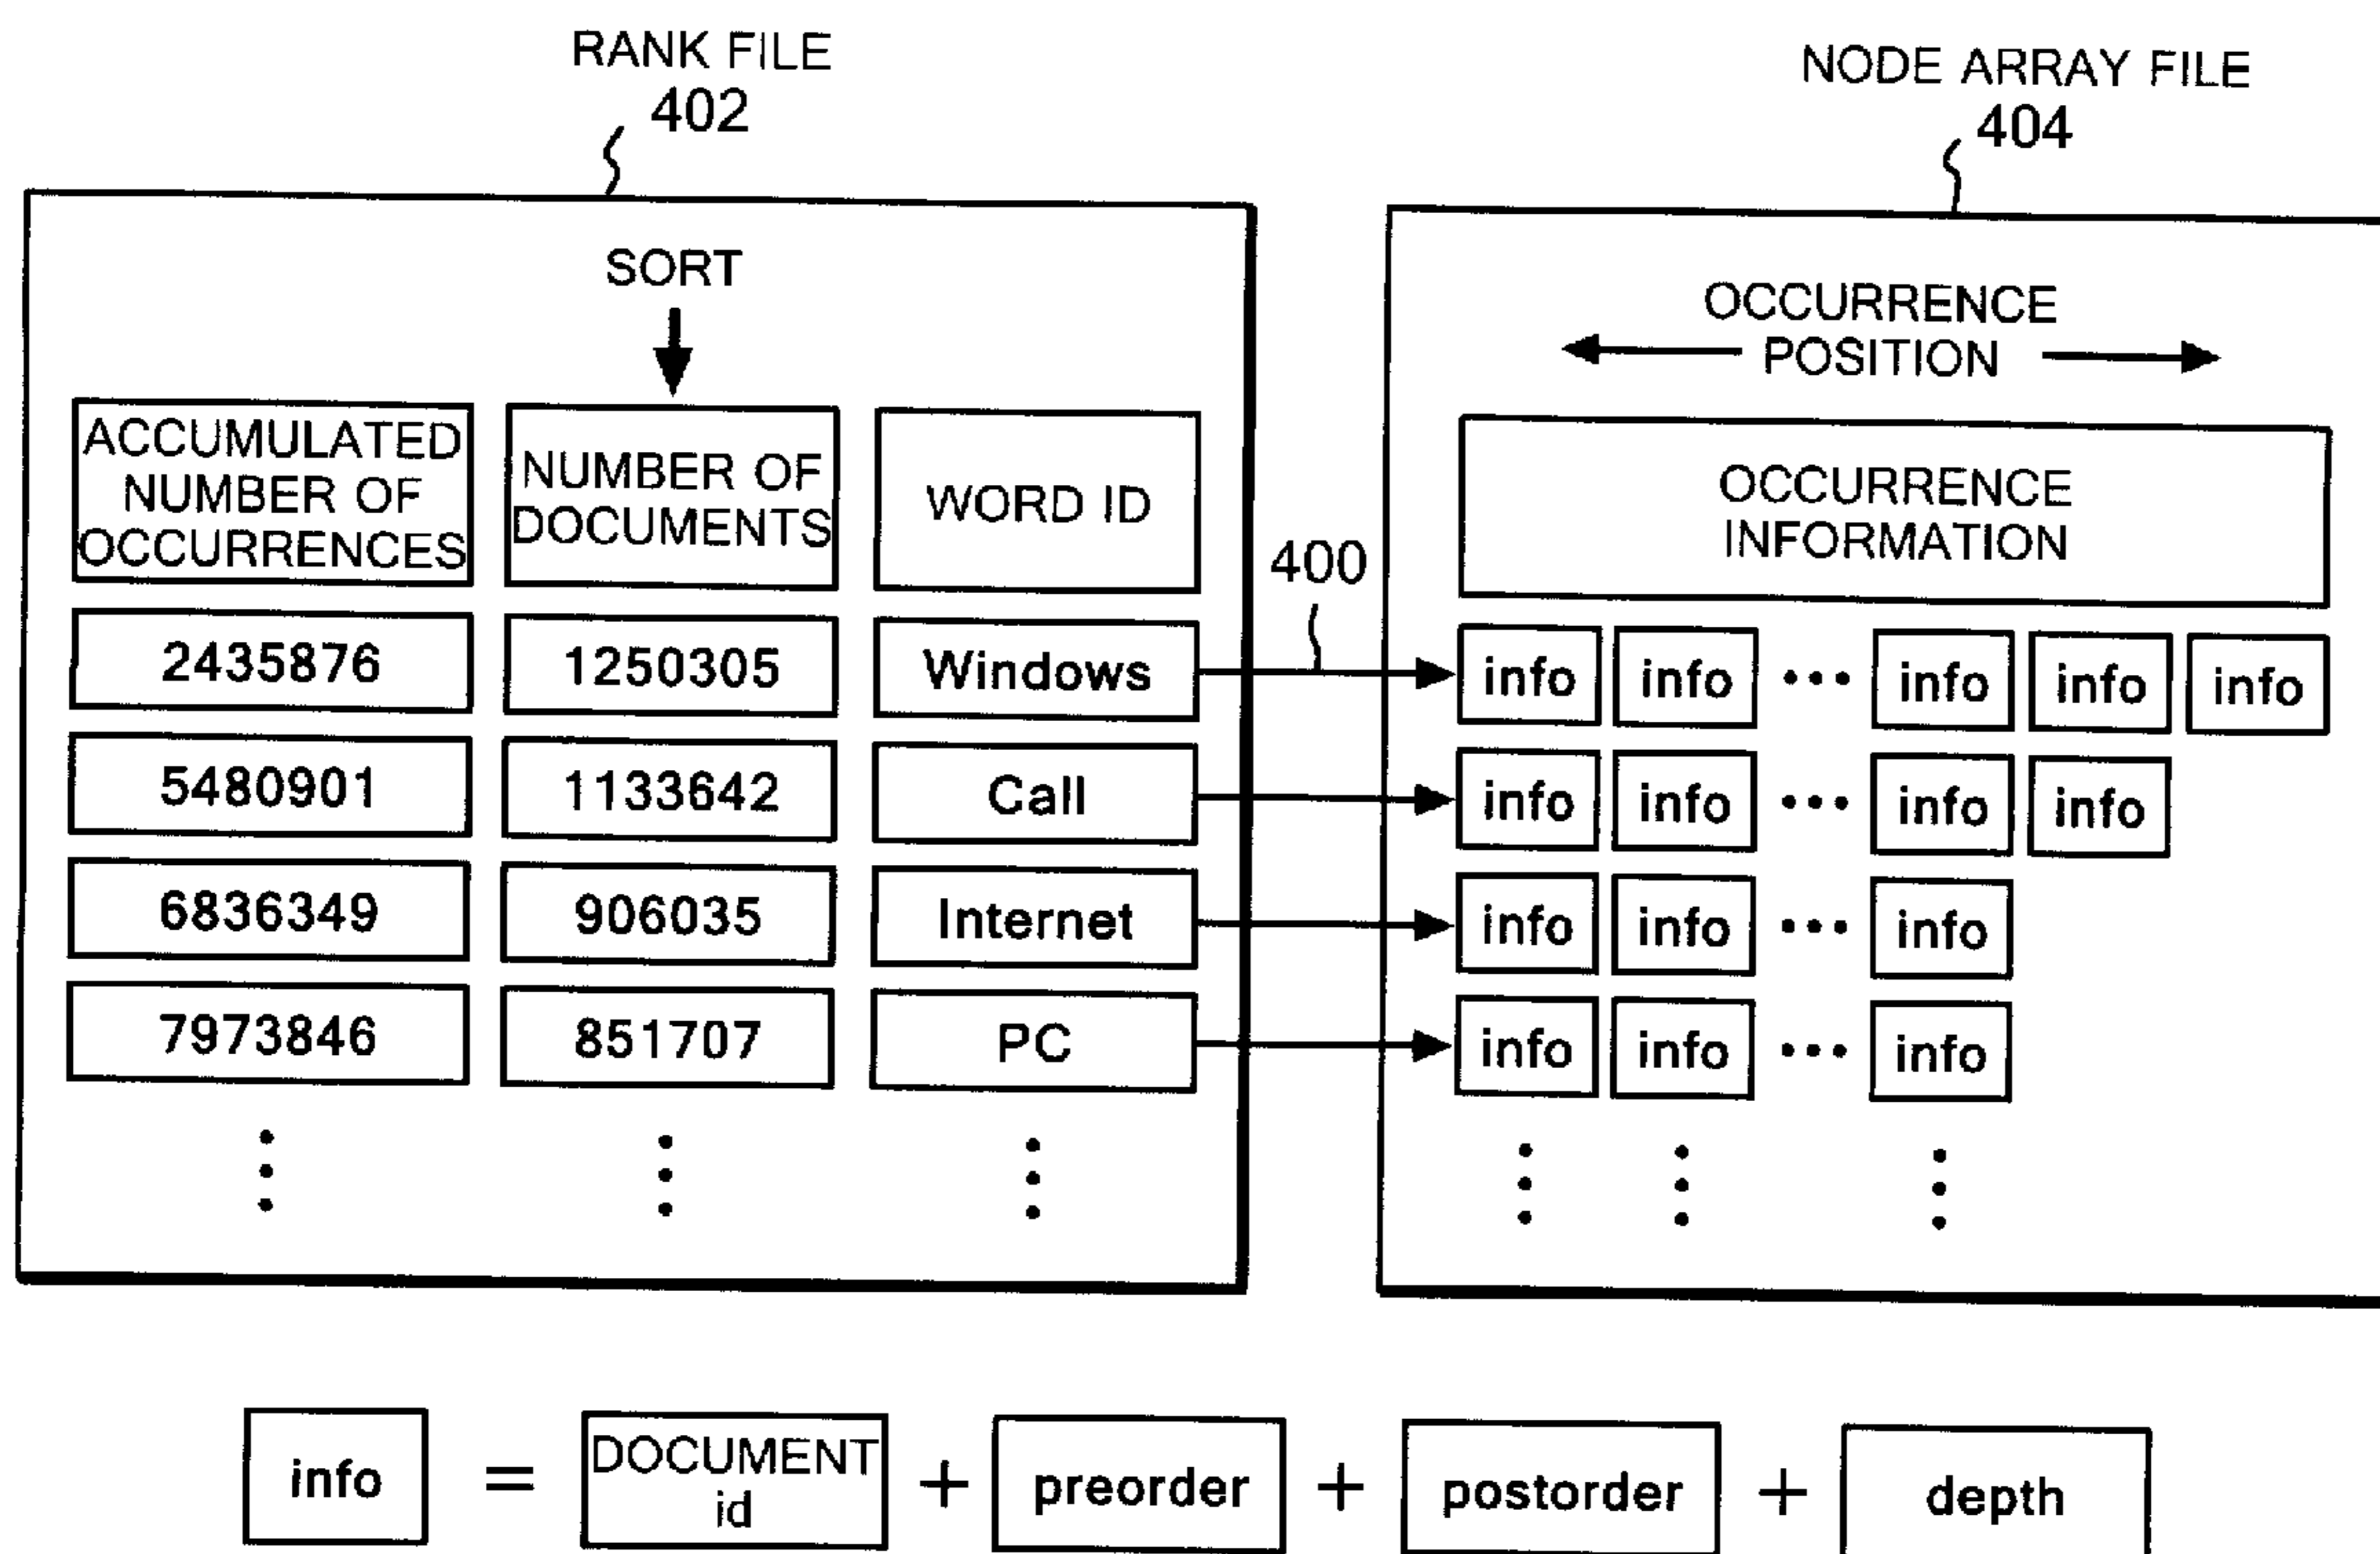 RANK FILE
402
NODE ARRAY FILE
404
SORT
OCCURRENCE
POSITION
ACCUMULATED
NUMBER OF
OCCURRENCES
NUMBER OF
DOCUMENTS
WORD ID
400
OCCURRENCE
INFORMATION
2435876 1250305 Windows info info ••• info info info
5480901 1133642 Call info info ••• info info
6836349 906035 Internet info info ••• info
7973846 851707 PC info info ••• info
info = DOCUMENT id + preorder + postorder + depth